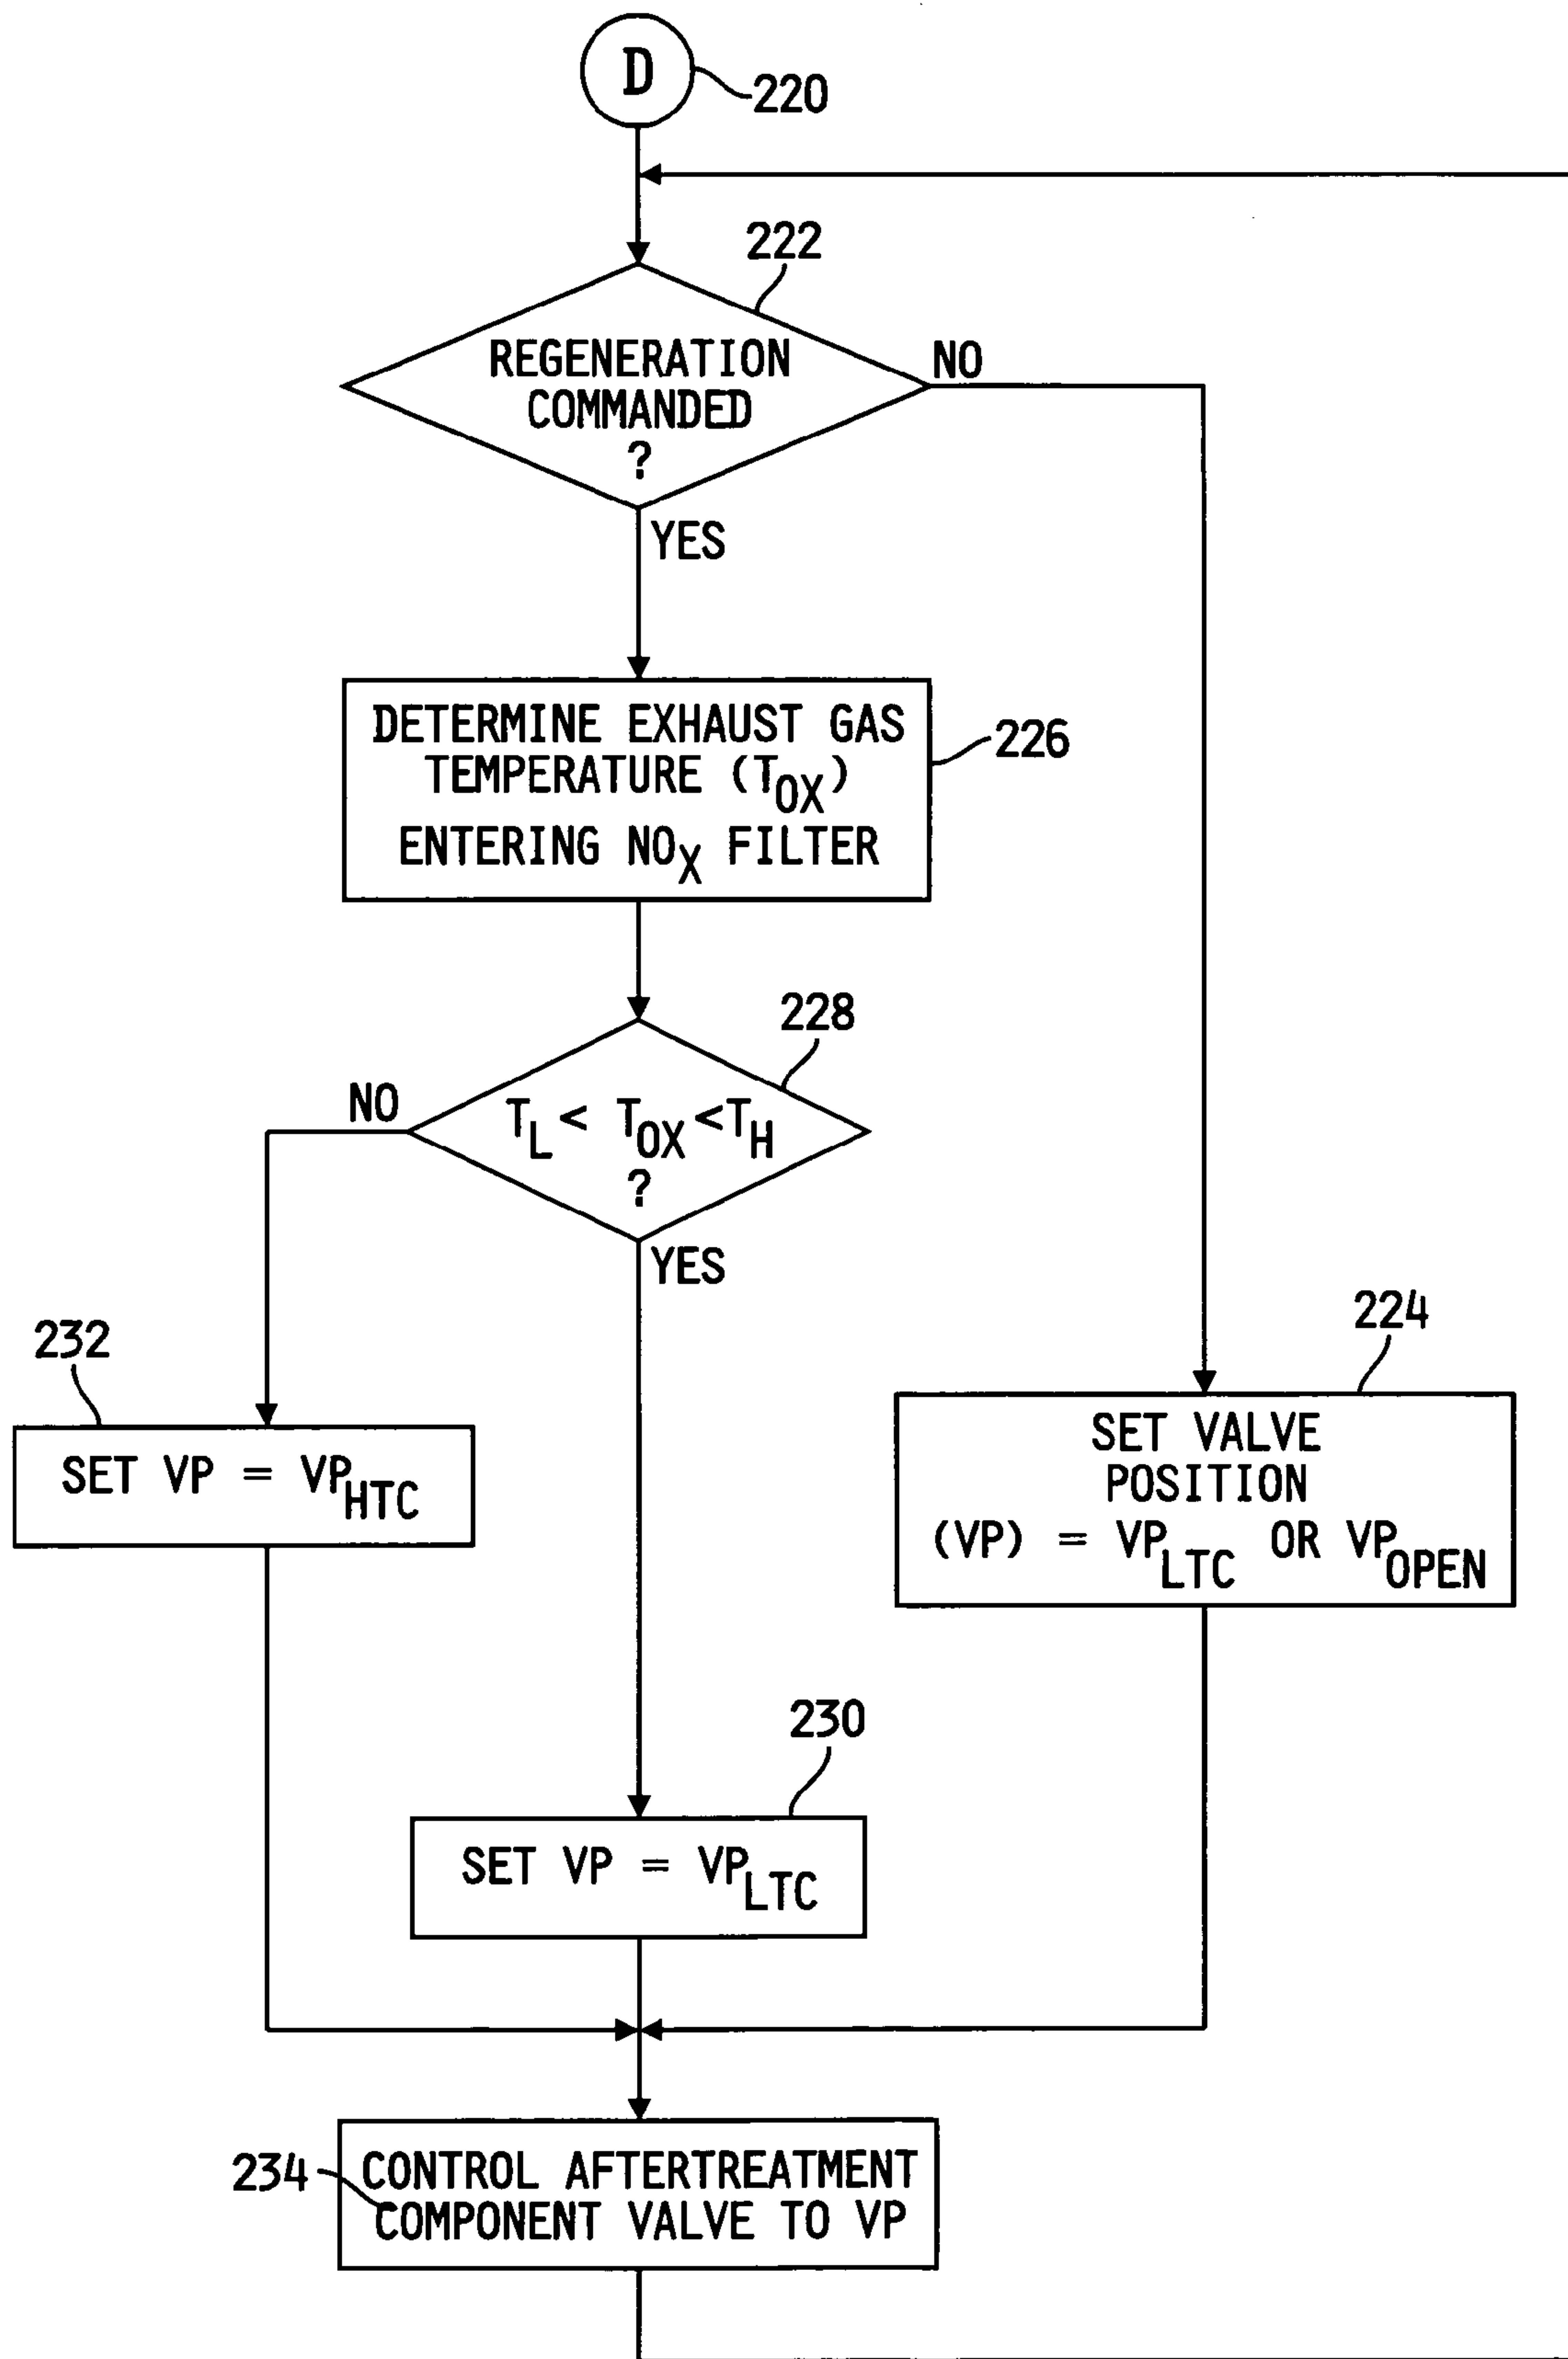 D
220
222
REGENERATION
COMMANDED
?
NO
YES
DETERMINE EXHAUST GAS
TEMPERATURE (TOX)
ENTERING NOX FILTER
226
228
NO
TL < TOX <TH
?
YES
232
224
SET VP = VPHTC
SET VALVE
POSITION
(VP) = VPLTC OR VPOPEN
230
SET VP = VPLTC
234
CONTROL AFTERTREATMENT
COMPONENT VALVE TO VP